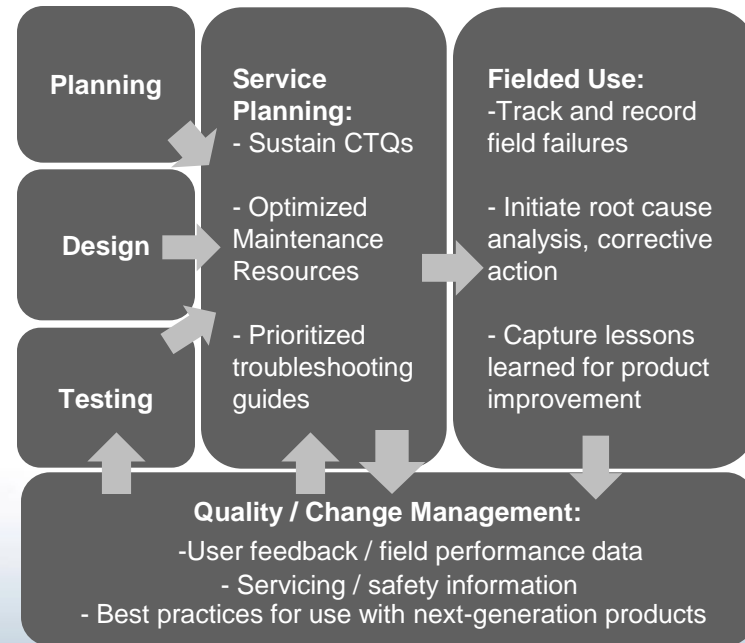 Planning
Design
Testing
Service
Planning:
- Sustain CTQs
- Optimized
Maintenance
Resources
- Prioritized
troubleshooting
guides
Fielded Use:
-Track and record
field failures
- Initiate root cause
analysis, corrective
action
- Capture lessons
learned for product
improvement
Quality / Change Management:
-User feedback / field performance data
- Servicing / safety information
- Best practices for use with next-generation products